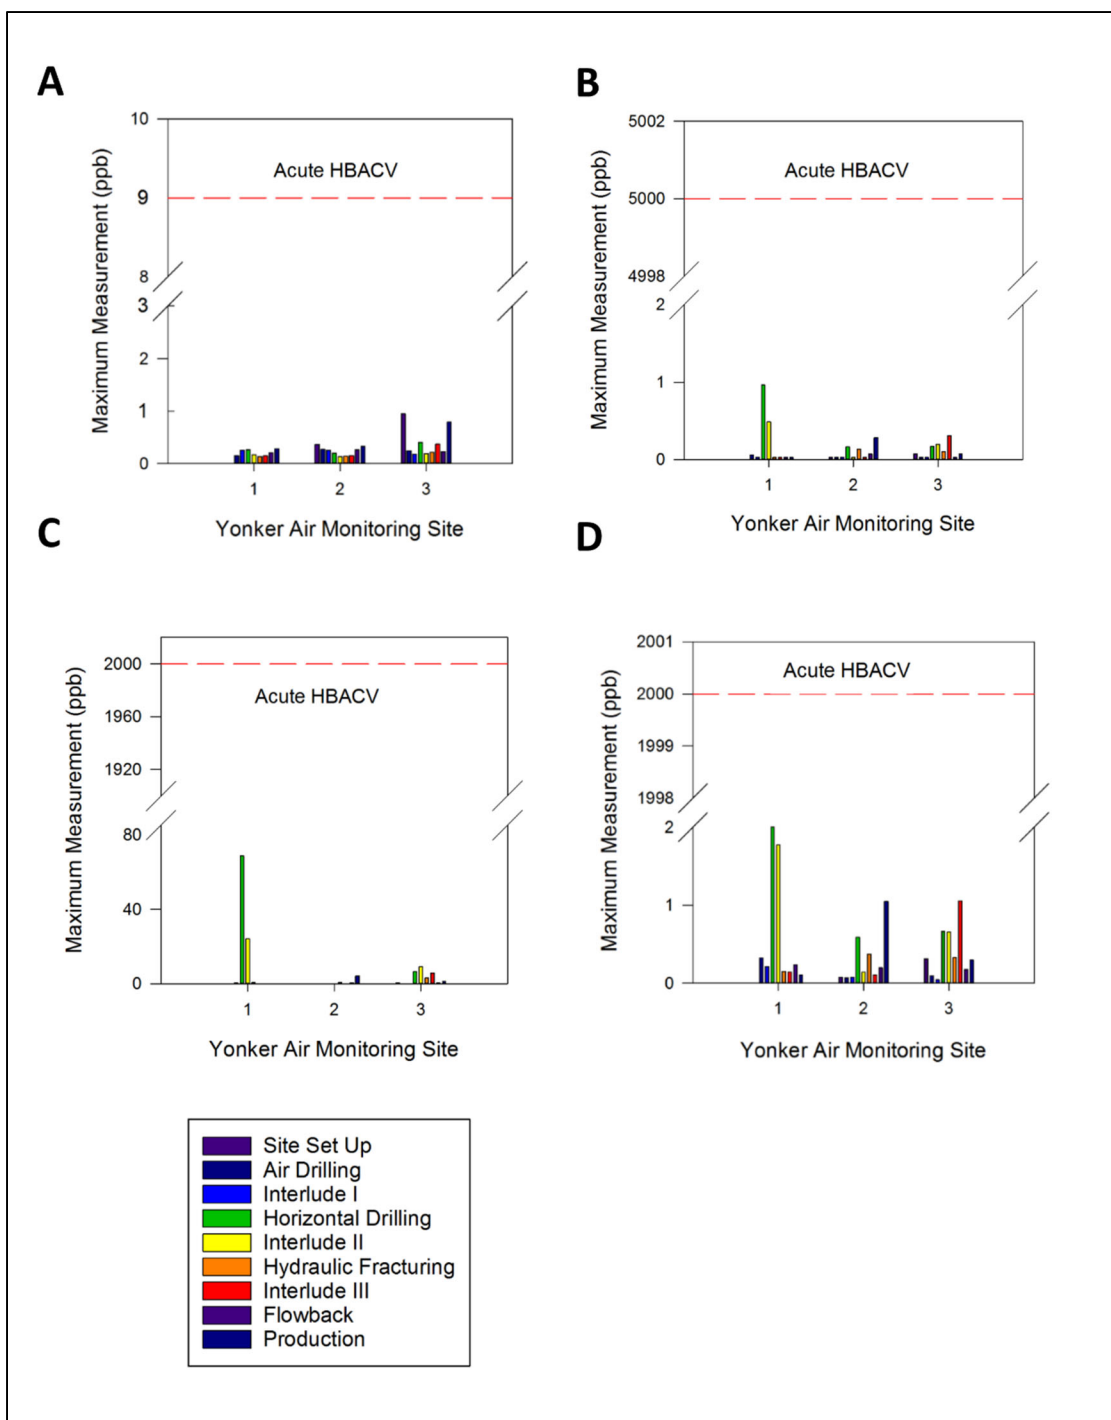 A
Maximum Measurement (ppb)
10
9
8
3
2
1
0
Acute HBACV
1 2 3
Yonker Air Monitoring Site
B
Maximum Measurement (ppb)
5002
5000
4998
2
1
0
Acute HBACV
1 2 3
Yonker Air Monitoring Site
C
Maximum Measurement (ppb)
2000
1960
1920
80
40
0
Acute HBACV
1 2 3
Yonker Air Monitoring Site
D
Maximum Measurement (ppb)
2001
2000
1999
1998
2
1
0
Acute HBACV
1 2 3
Yonker Air Monitoring Site
Site Set Up
Air Drilling
Interlude I
Horizontal Drilling
Interlude II
Hydraulic Fracturing
Interlude III
Flowback
Production